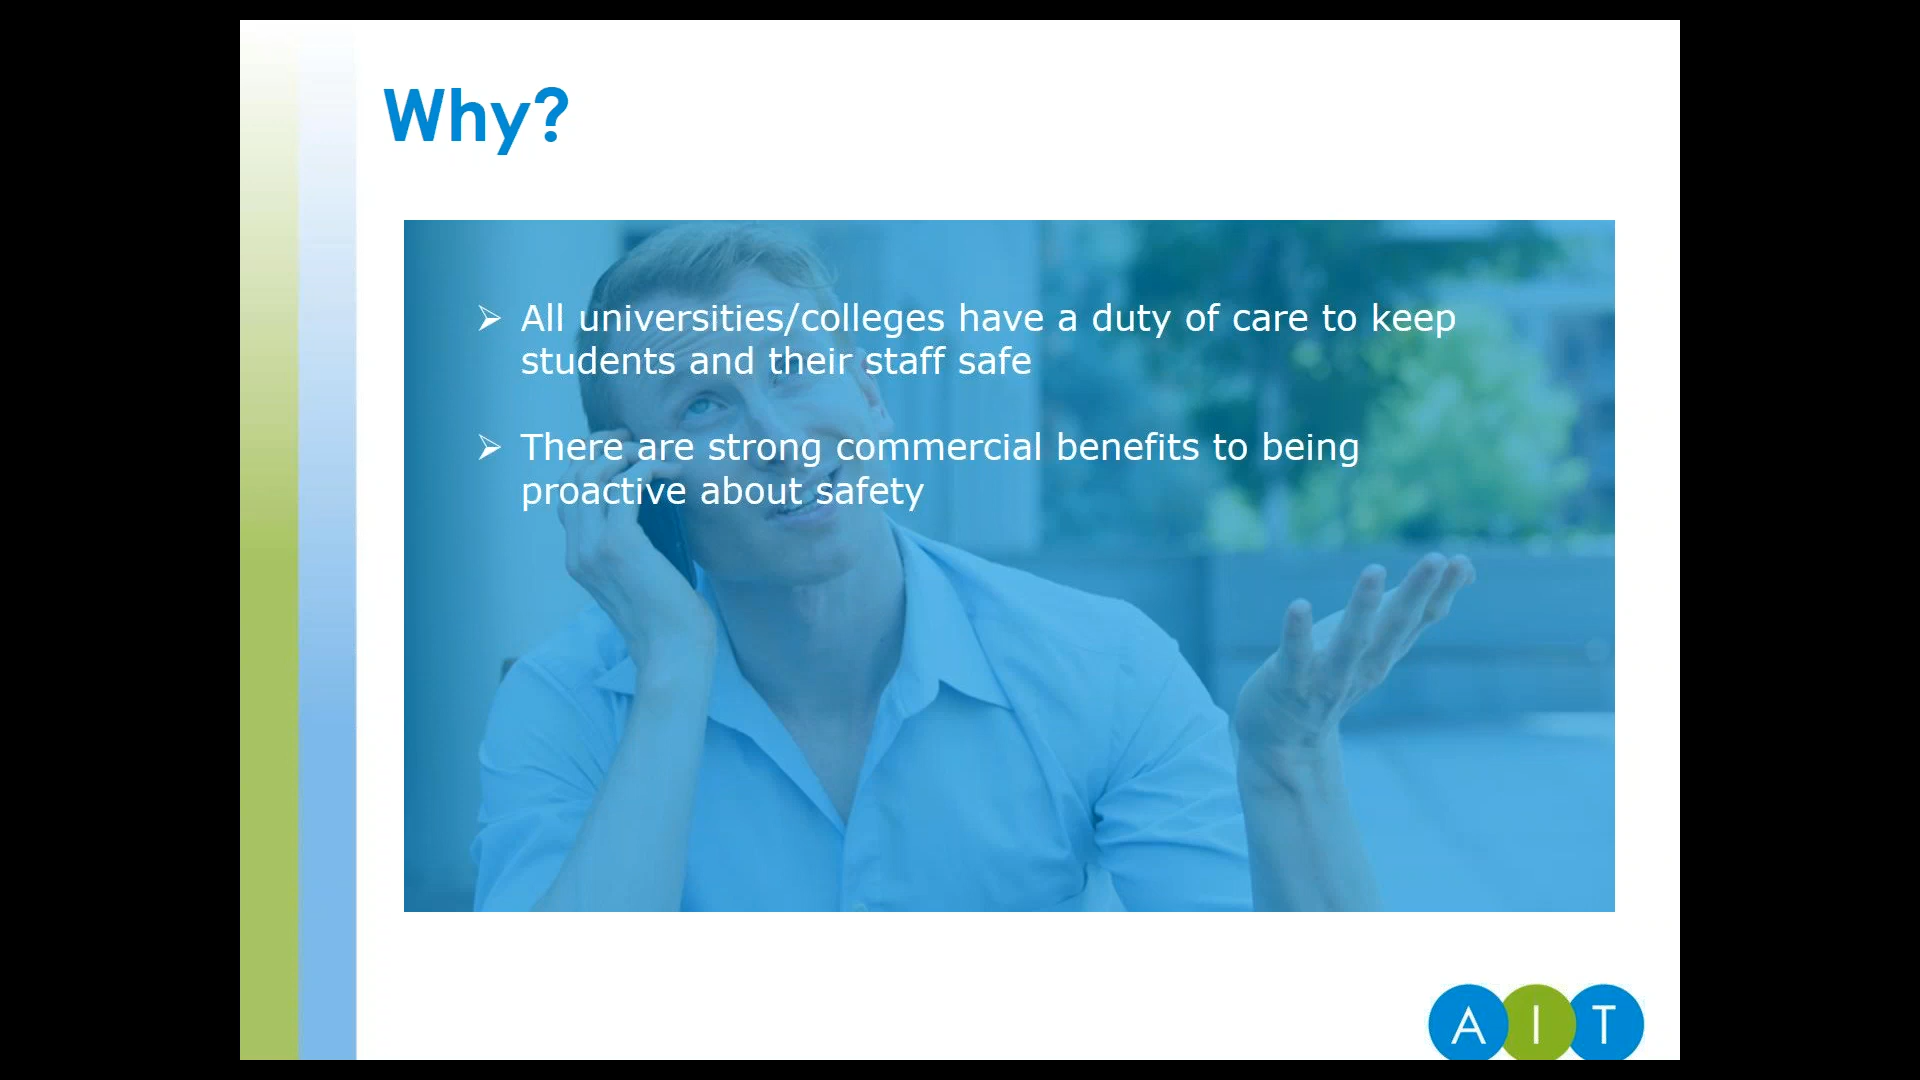 Why?
➢ All universities/colleges have a duty of care to keep
students and their staff safe
➢ There are strong commercial benefits to being
proactive about safety
A I T